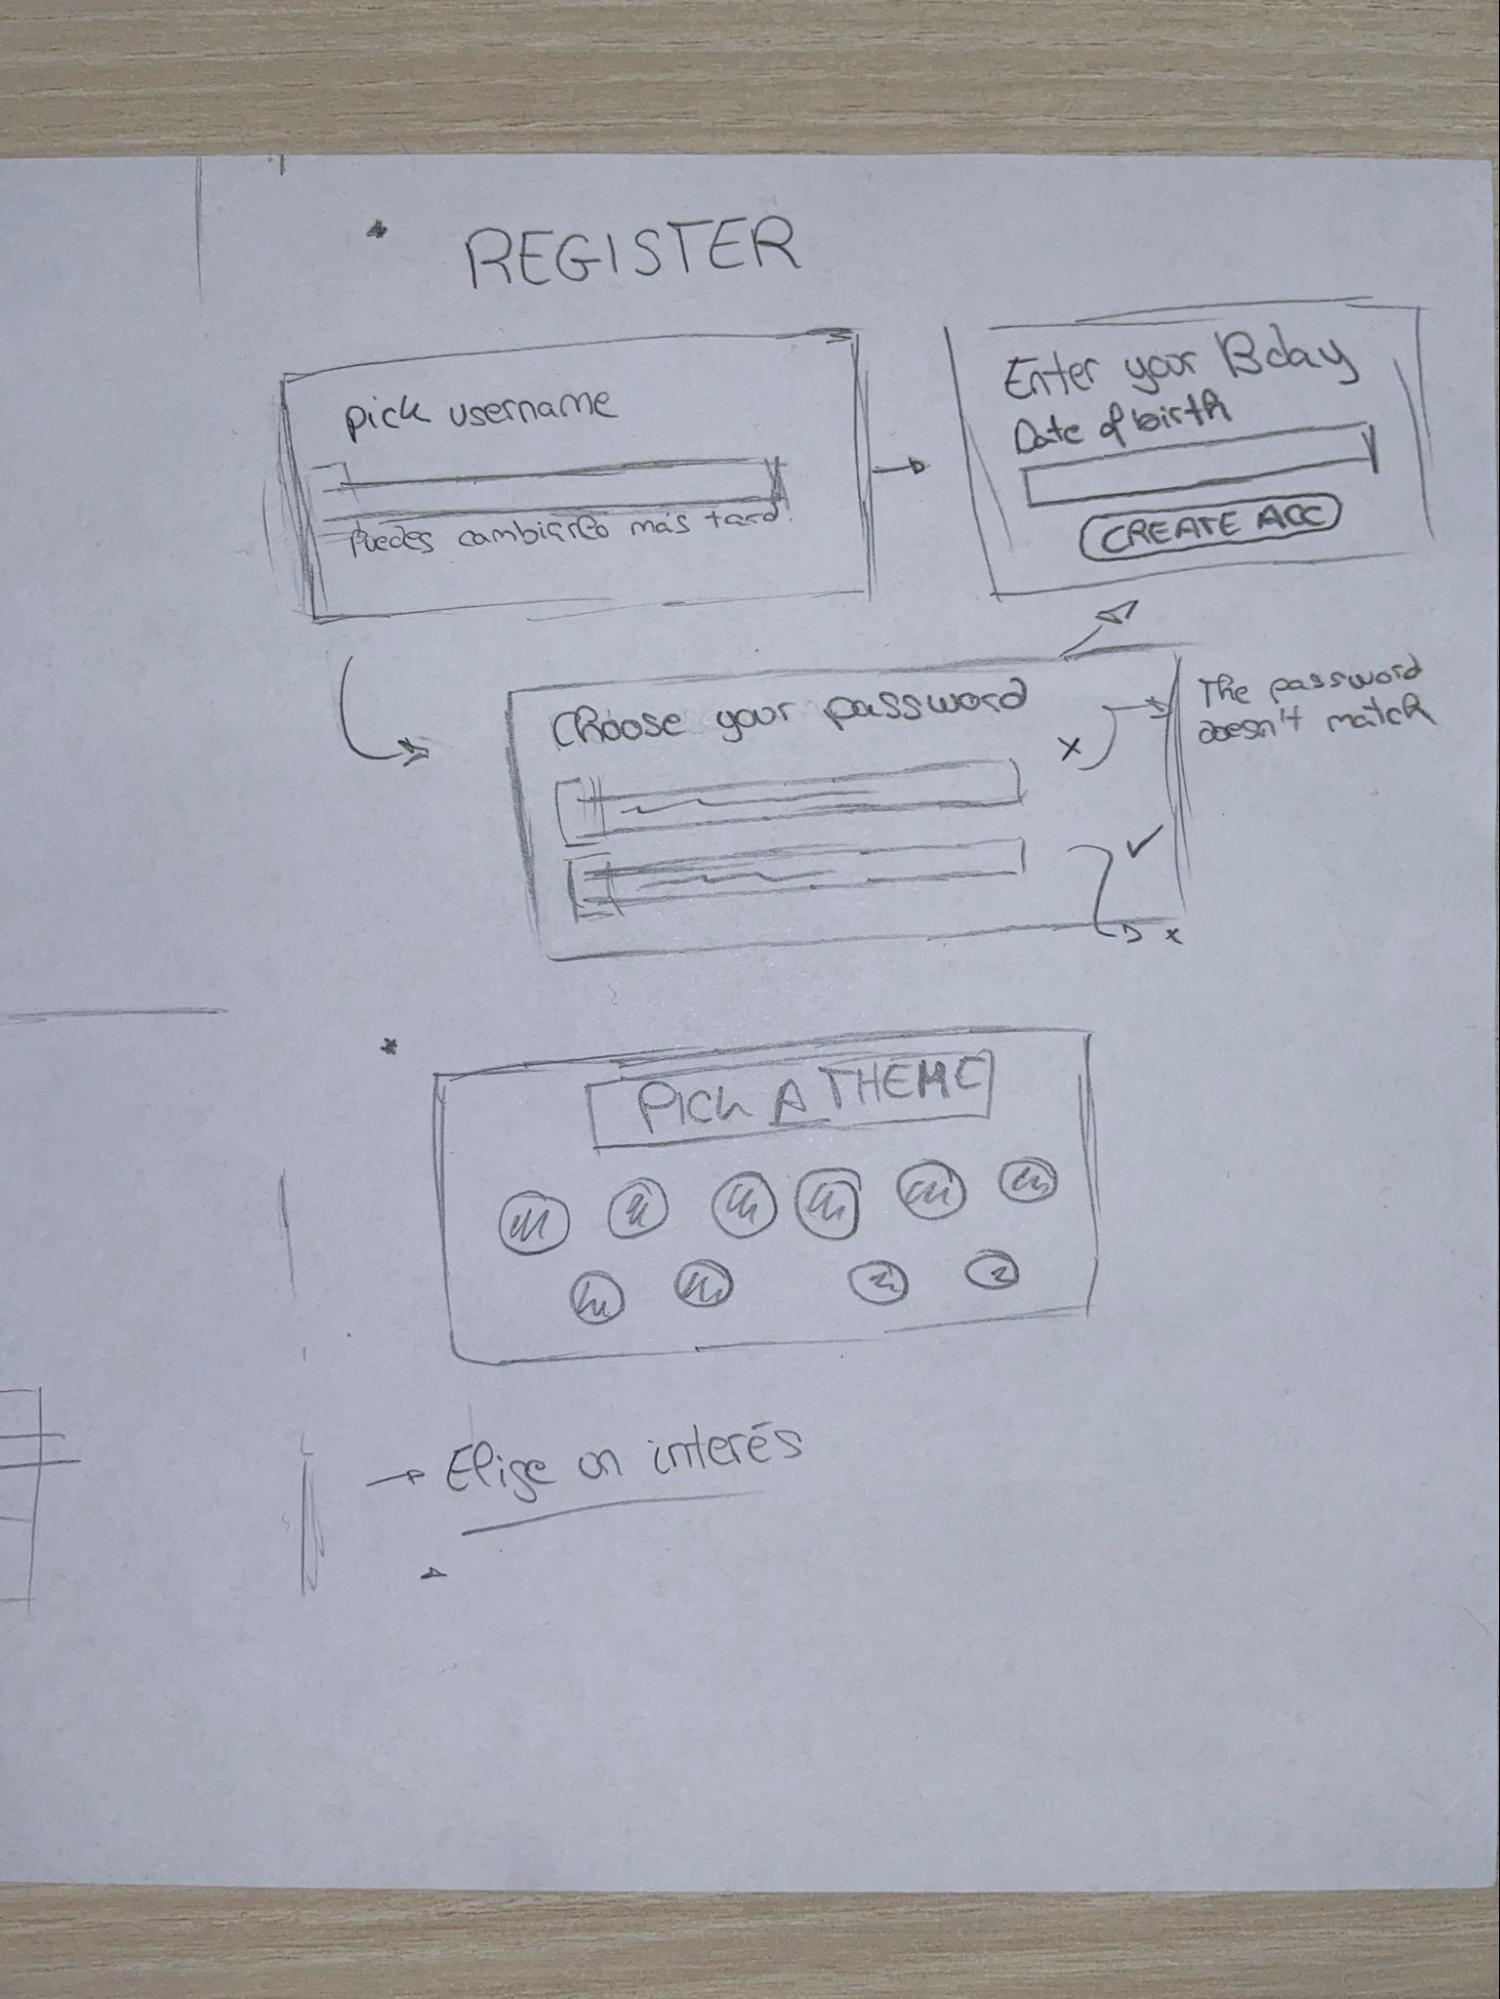 REGISTER
pick username
Puedes cambiarlo más tard.
Enter your Bday
Date of birth
CREATE ACC
Choose your password
The password
doesn't match
PICK A THEME
Elige un interés